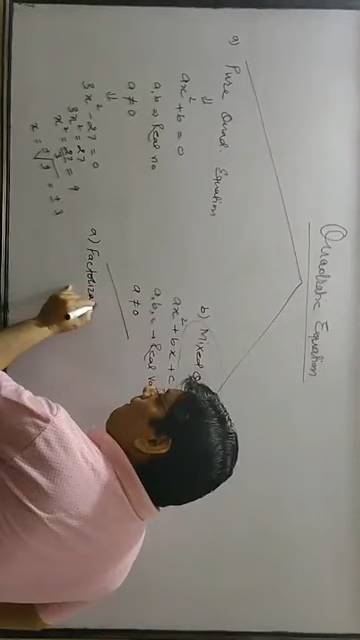 Quadratic Equation
a) Pure Quad. Equation
⇓
ax² + b = 0
a, b ⇒ Real no
a ≠ 0
⇓
3x² - 27 = 0
3x² = 27
x² = 27/3 = 9
x = √9 = ± 3
b) Mixed Q
ax² + bx + c
a, b, c → Real
a ≠ 0
a) Factoriza